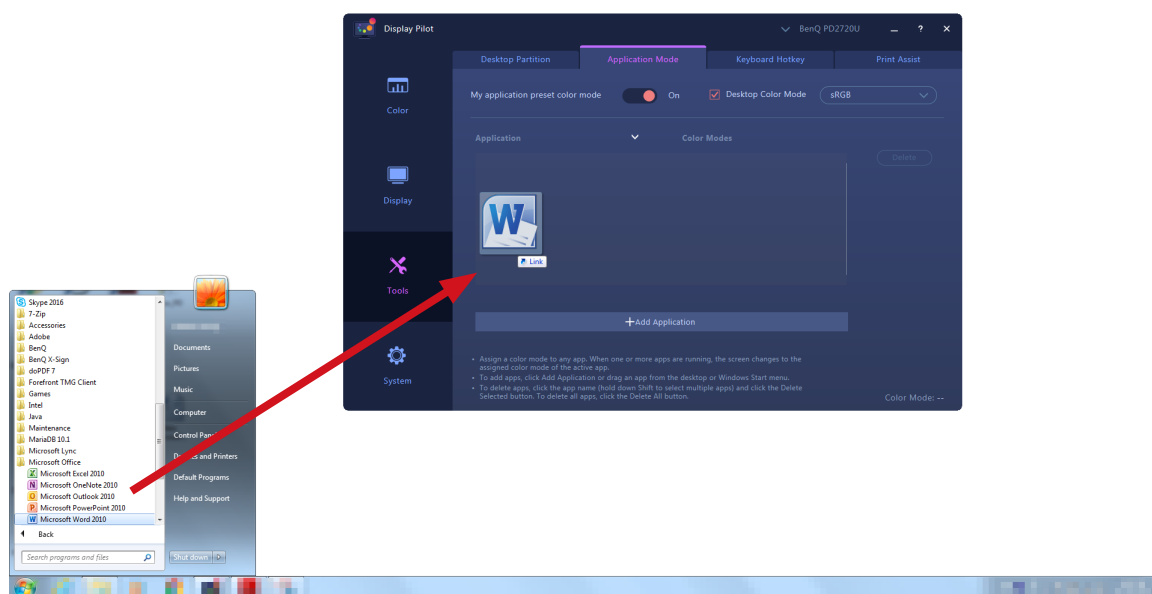 Display Pilot
BenQ PD2720U
?
Desktop Partition
Application Mode
Keyboard Hotkey
Print Assist
Color
Display
Tools
System
My application preset color mode
On
Desktop Color Mode
sRGB
Application
Color Modes
Delete
W
Link
+Add Application
• Assign a color mode to any app. When one or more apps are running, the screen changes to the
assigned color mode of the active app.
• To add apps, click Add Application or drag an app from the desktop or Windows Start menu.
• To delete apps, click the app name (hold down Shift to select multiple apps) and click the Delete
Selected button. To delete all apps, click the Delete All button.
Color Mode: --
Skype 2016
7-Zip
Accessories
Adobe
BenQ
BenQ X-Sign
doPDF 7
Forefront TMG Client
Games
Intel
Java
Maintenance
MariaDB 10.1
Microsoft Lync
Microsoft Office
Microsoft Excel 2010
Microsoft OneNote 2010
Microsoft Outlook 2010
Microsoft PowerPoint 2010
Microsoft Word 2010
Back
Search programs and files
Documents
Pictures
Music
Computer
Control Pan
and Printers
Default Programs
Help and Support
Shut down